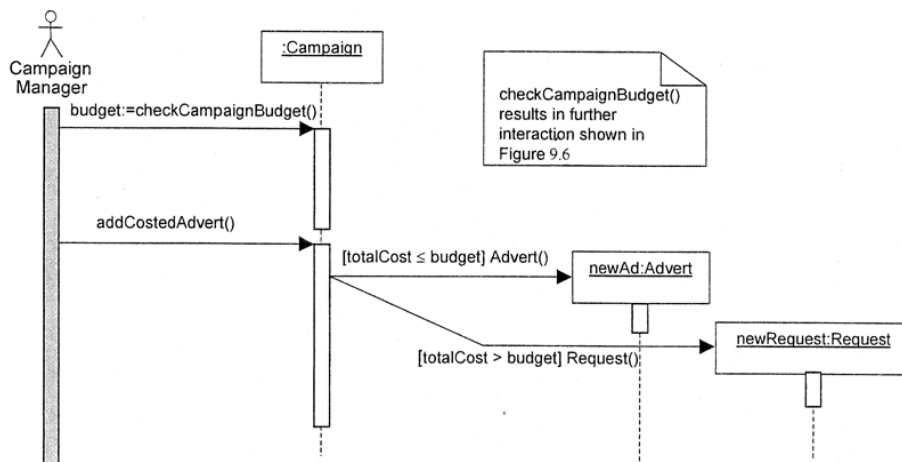 :Campaign
Campaign
Manager
budget:=checkCampaignBudget()
checkCampaignBudget()
results in further
interaction shown in
Figure 9.6
addCostedAdvert()
[totalCost ≤ budget] Advert()
newAd:Advert
newRequest:Request
[totalCost > budget] Request()